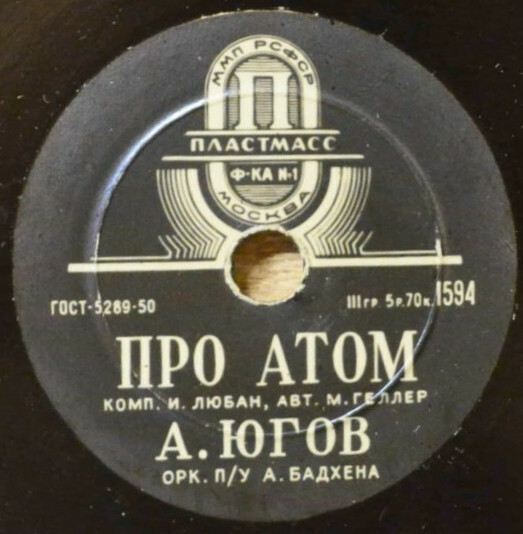 ММП РСФСР
П
ПЛАСТМАСС
Ф-КА №1
МОСКВА
ГОСТ-5289-50
III гр 5р.70к. 1594
ПРО АТОМ
КОМП. И. ЛЮБАН, АВТ. М. ГЕЛЛЕР
А. ЮГОВ
ОРК. П/У А. БАДХЕНА